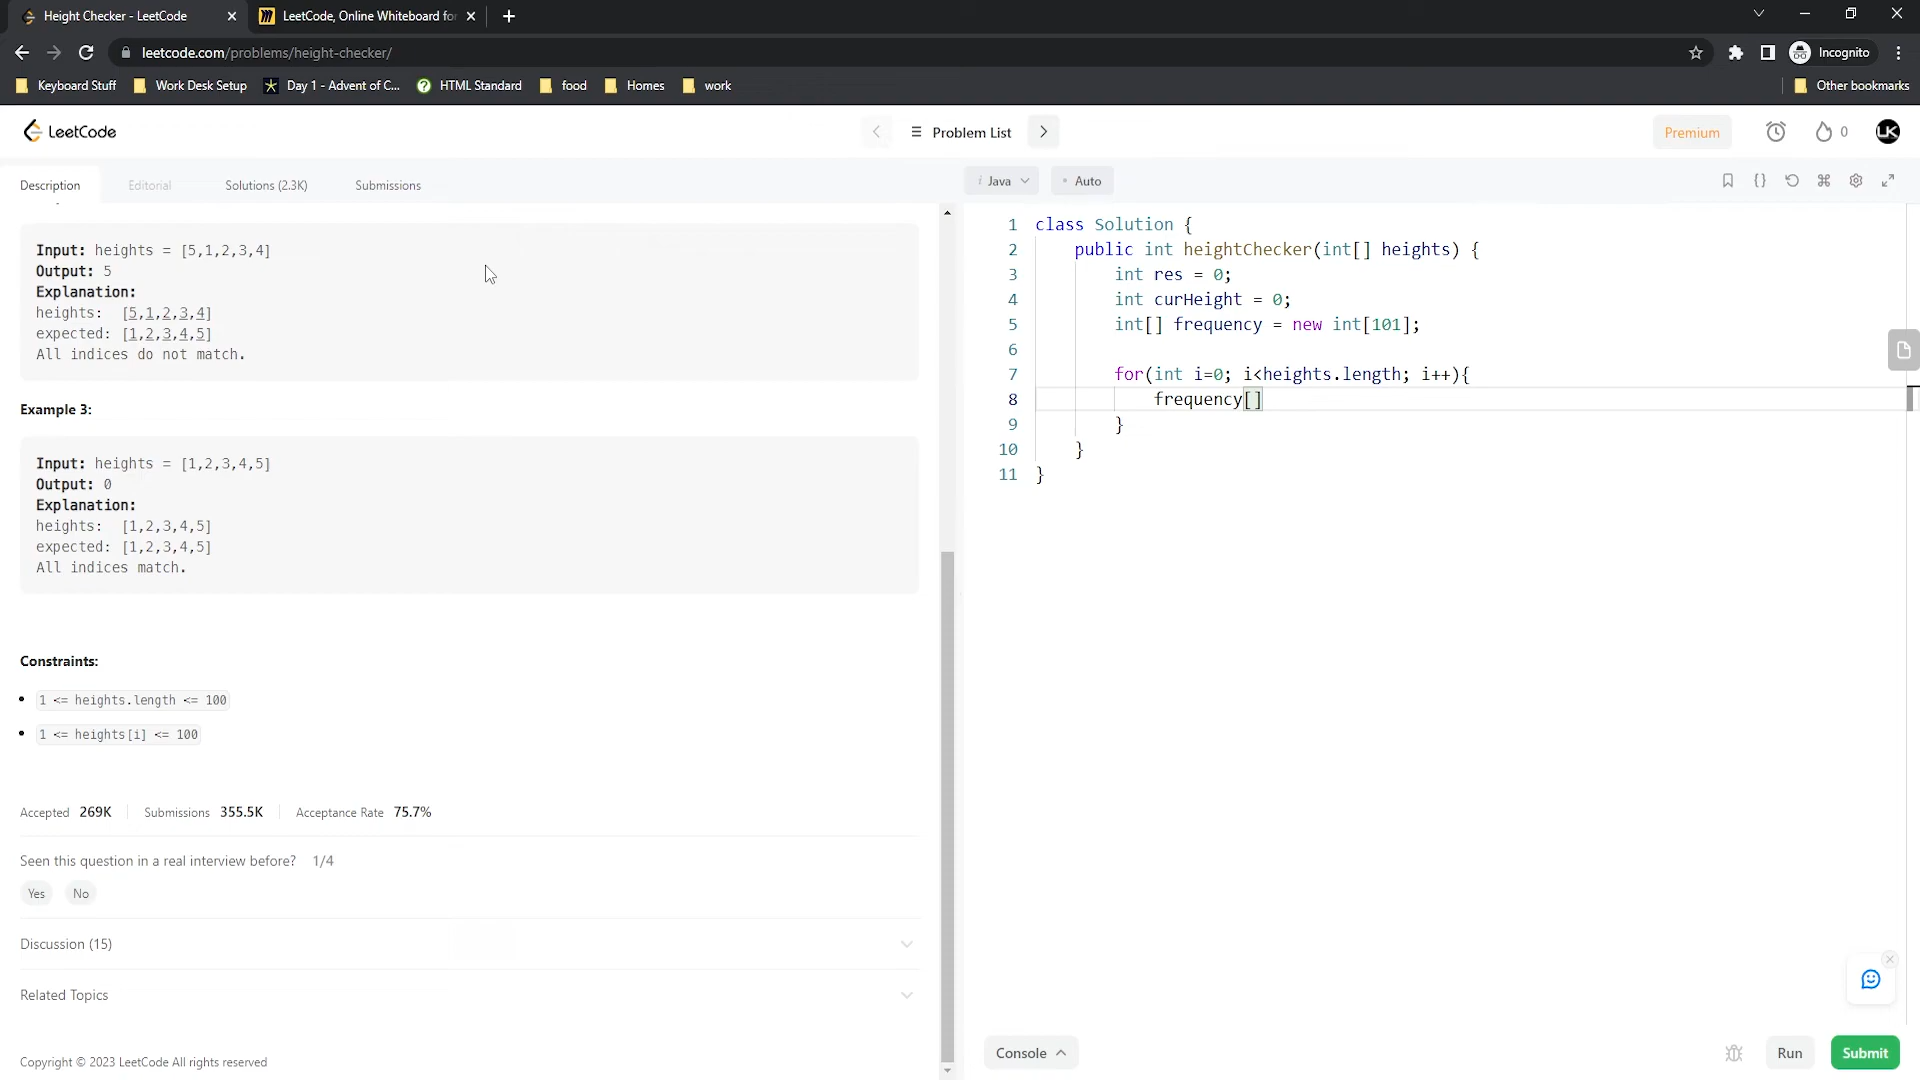 Height Checker - LeetCode
LeetCode, Online Whiteboard for
leetcode.com/problems/height-checker/
Incognito
Keyboard Stuff
Work Desk Setup
Day 1 - Advent of C...
HTML Standard
food
Homes
work
Other bookmarks
LeetCode
Problem List
Premium
0
LK
Description
Editorial
Solutions (2.3K)
Submissions
i Java
Auto
Input: heights = [5,1,2,3,4]
Output: 5
Explanation:
heights:  [5,1,2,3,4]
expected: [1,2,3,4,5]
All indices do not match.
Example 3:
Input: heights = [1,2,3,4,5]
Output: 0
Explanation:
heights:  [1,2,3,4,5]
expected: [1,2,3,4,5]
All indices match.
Constraints:
• 1 <= heights.length <= 100
• 1 <= heights[i] <= 100
Accepted 269K
Submissions 355.5K
Acceptance Rate 75.7%
Seen this question in a real interview before? 1/4
Yes
No
Discussion (15)
Related Topics
Copyright © 2023 LeetCode All rights reserved
1 class Solution {
2     public int heightChecker(int[] heights) {
3         int res = 0;
4         int curHeight = 0;
5         int[] frequency = new int[101];
6
7         for(int i=0; i<heights.length; i++){
8             frequency[]
9         }
10     }
11 }
Console
Run
Submit